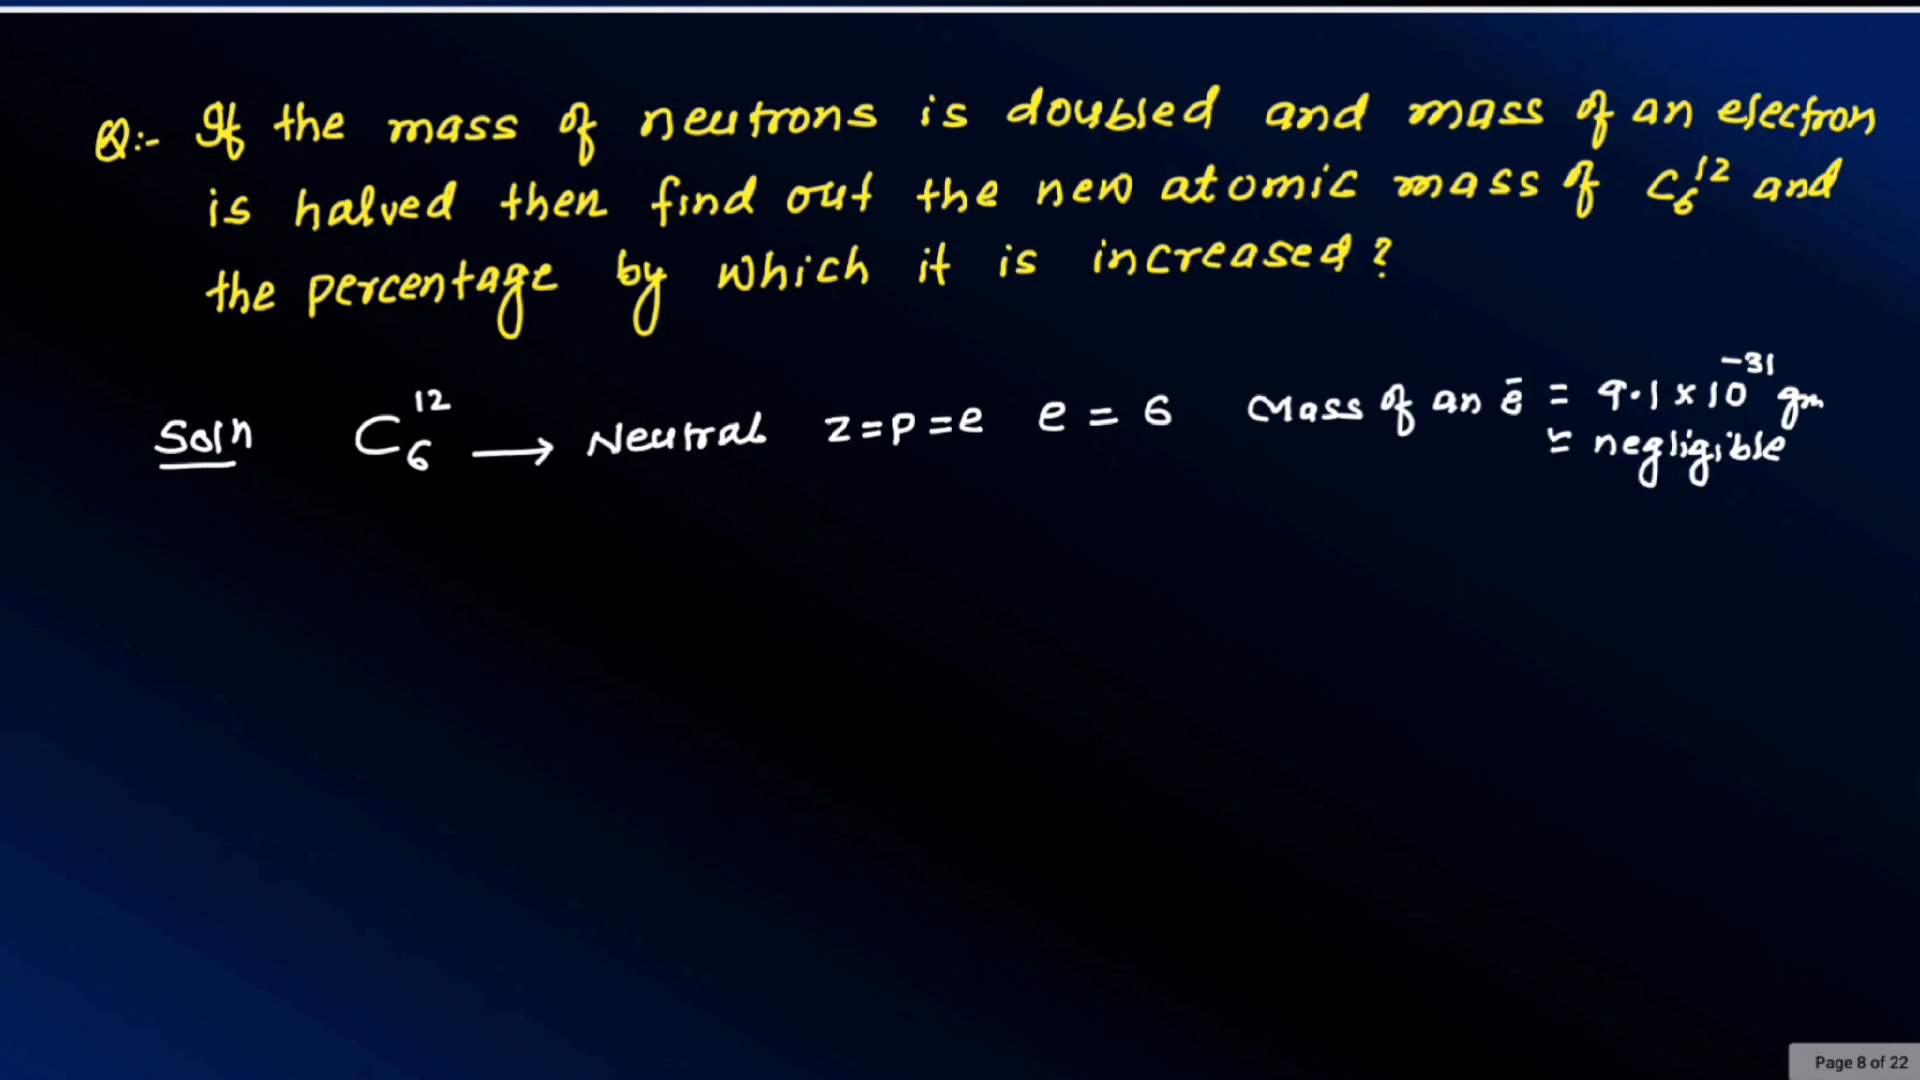 Q:- If the mass of neutrons is doubled and mass of an electron
is halved then find out the new atomic mass of C₆¹² and
the percentage by which it is increased?
Soln C₆¹² → Neutral z=p=e e = 6 Mass of an ē = 9.1×10⁻³¹ gm
≃ negligible
Page 8 of 22